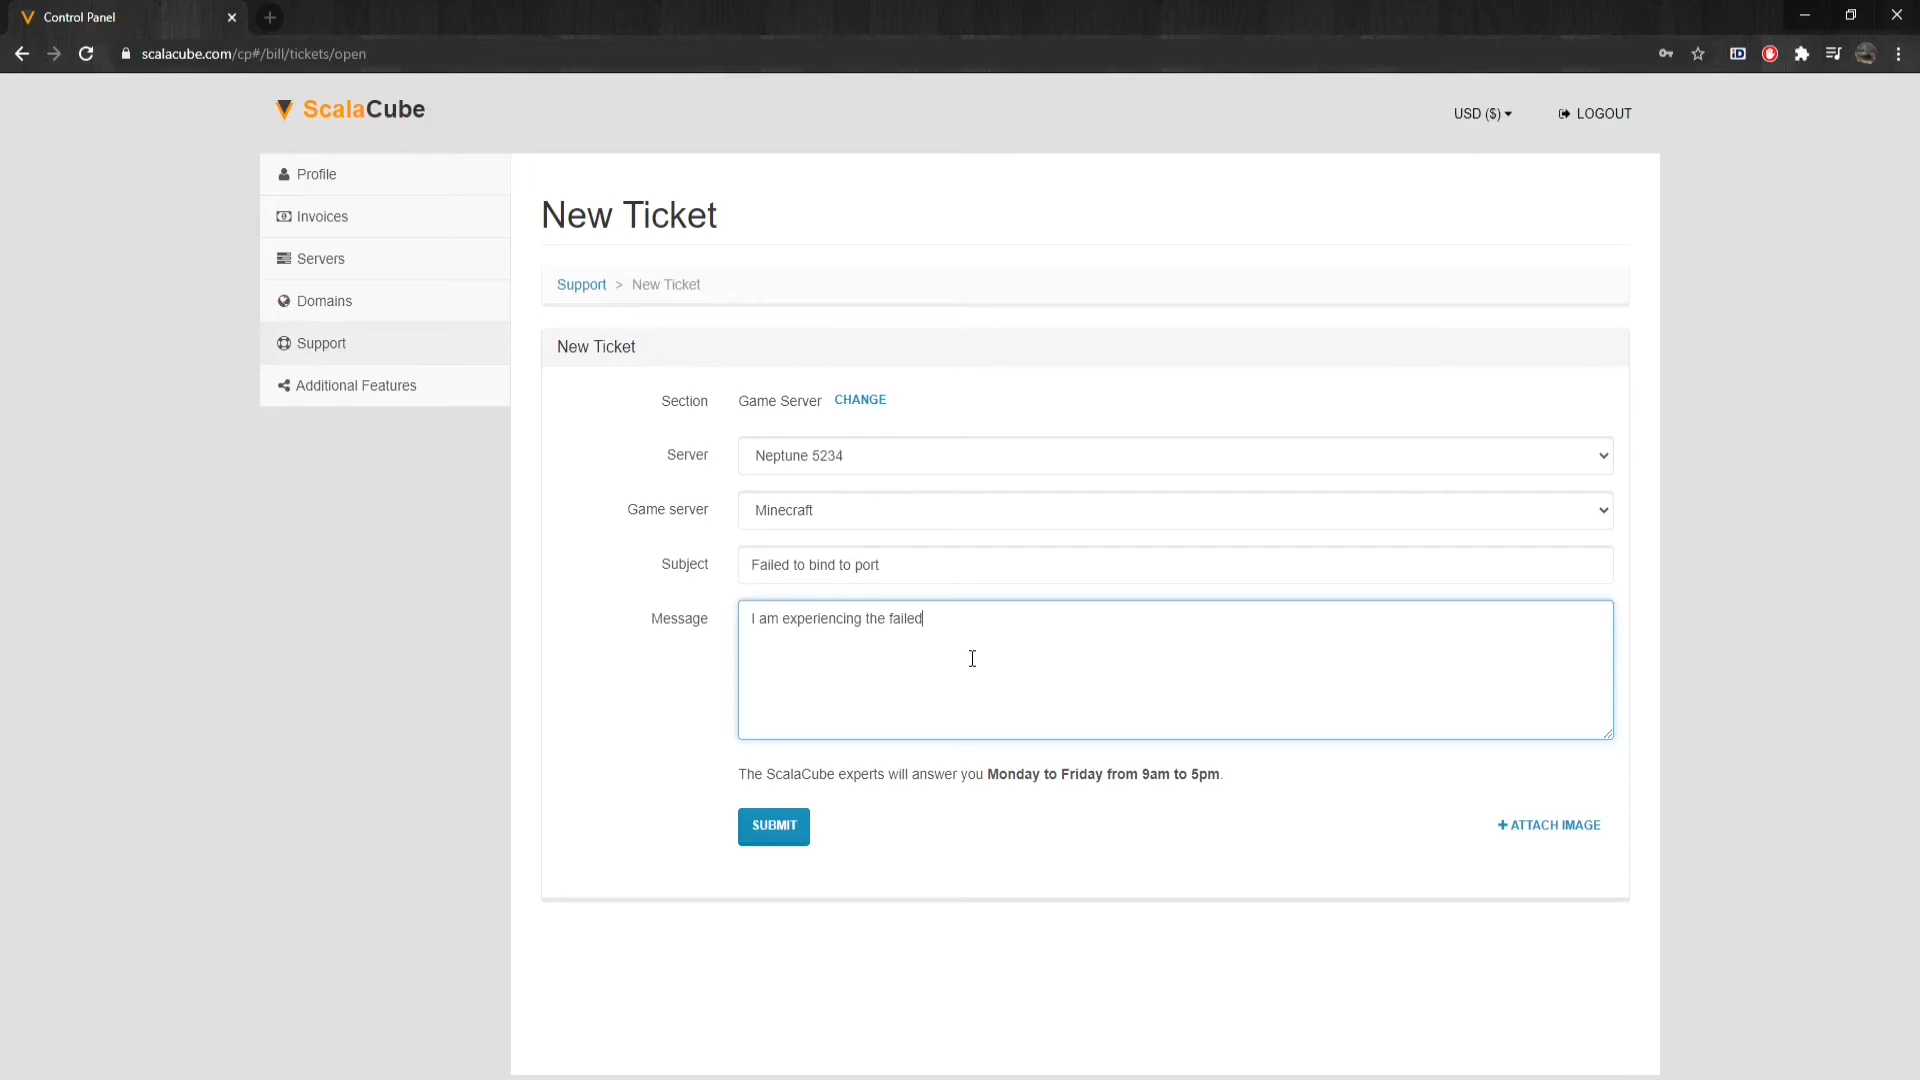 Control Panel
scalacube.com/cp#/bill/tickets/open
ScalaCube
USD ($)
LOGOUT
Profile
Invoices
Servers
Domains
Support
Additional Features
New Ticket
Support > New Ticket
New Ticket
Section Game Server CHANGE
Server Neptune 5234
Game server Minecraft
Subject Failed to bind to port
Message I am experiencing the failed
The ScalaCube experts will answer you Monday to Friday from 9am to 5pm.
SUBMIT
+ ATTACH IMAGE